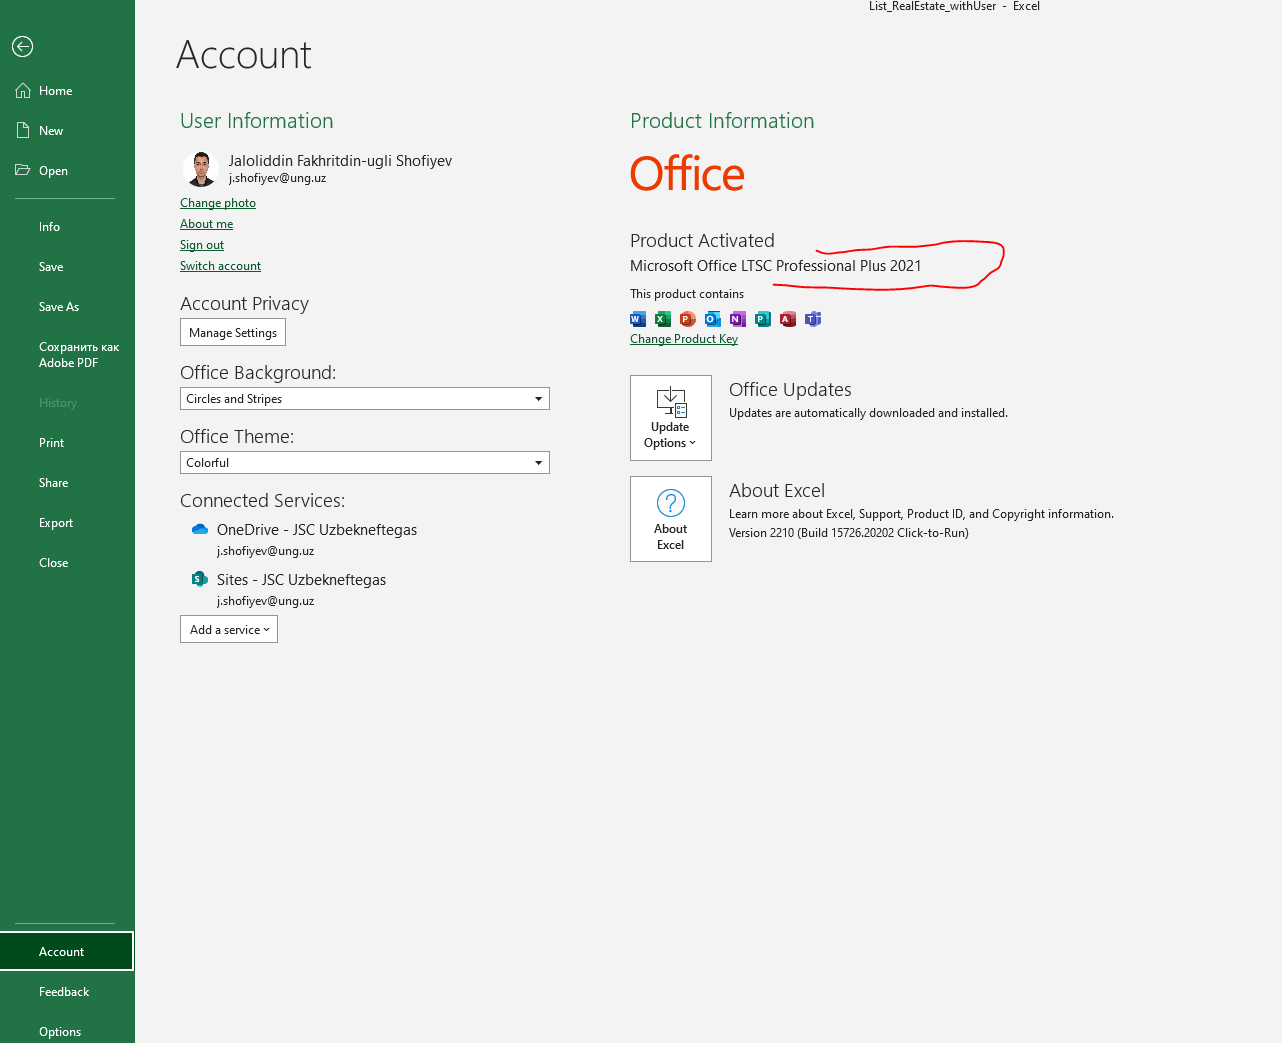 List_RealEstate_withUser - Excel
Account
Home
New
Open
Info
Save
Save As
Сохранить как
Adobe PDF
History
Print
Share
Export
Close
Account
Feedback
Options
User Information
Jaloliddin Fakhritdin-ugli Shofiyev
j.shofiyev@ung.uz
Change photo
About me
Sign out
Switch account
Account Privacy
Manage Settings
Office Background:
Circles and Stripes
Office Theme:
Colorful
Connected Services:
OneDrive - JSC Uzbekneftegas
j.shofiyev@ung.uz
Sites - JSC Uzbekneftegas
j.shofiyev@ung.uz
Add a service
Product Information
Office
Product Activated
Microsoft Office LTSC Professional Plus 2021
This product contains
W X P O N P A T
Change Product Key
Update
Options
Office Updates
Updates are automatically downloaded and installed.
About
Excel
About Excel
Learn more about Excel, Support, Product ID, and Copyright information.
Version 2210 (Build 15726.20202 Click-to-Run)